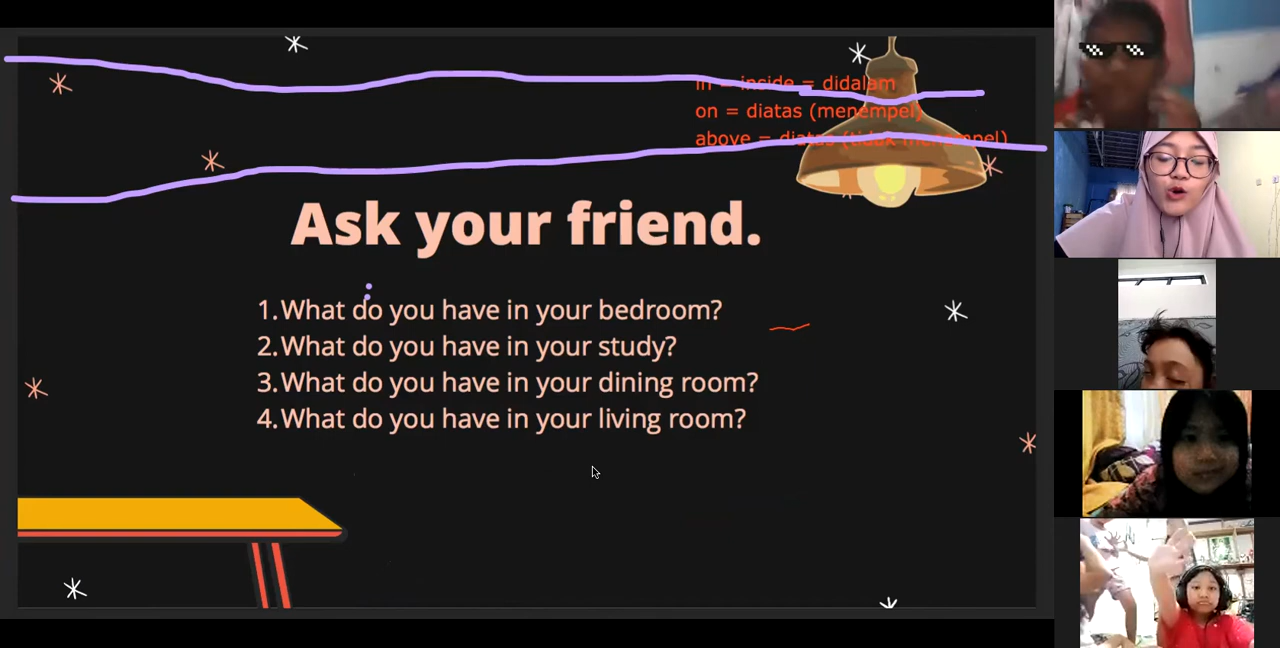 in = inside = didalam
on = diatas (menempel)
above = diatas (tidak menempel)
Ask your friend.
1. What do you have in your bedroom?
2. What do you have in your study?
3. What do you have in your dining room?
4. What do you have in your living room?